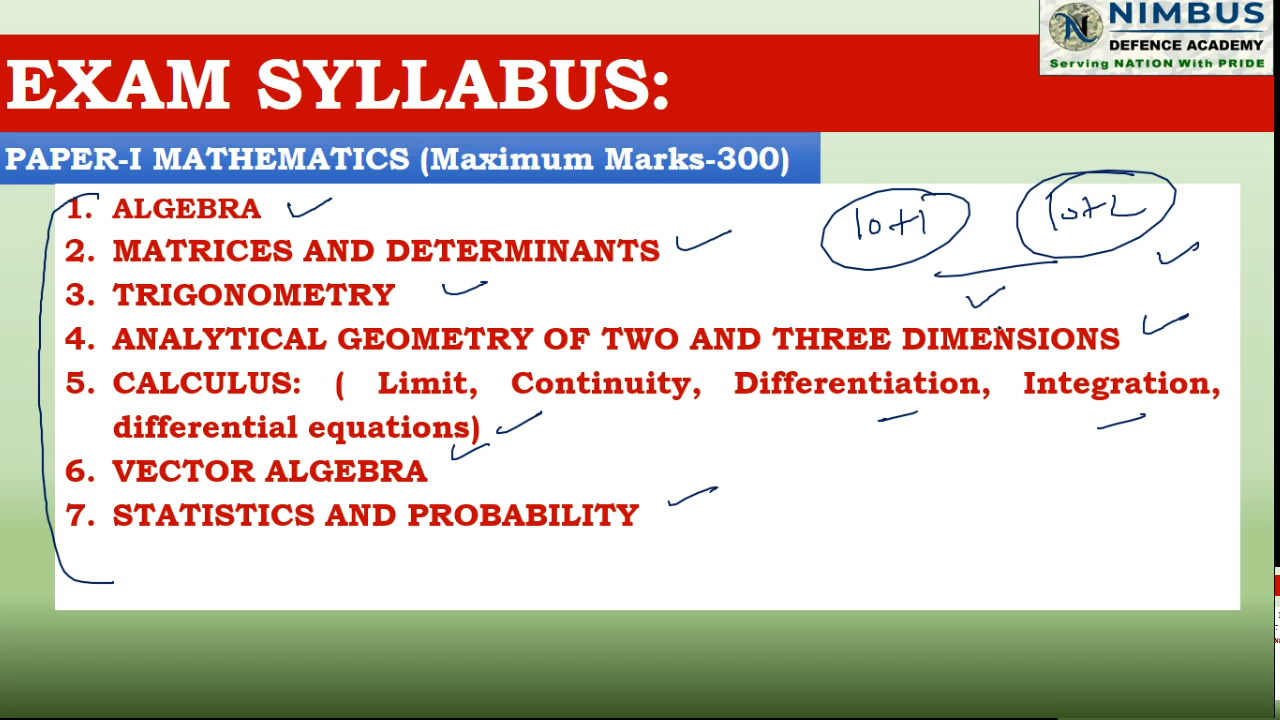 NIMBUS
DEFENCE ACADEMY
Serving NATION With PRIDE
EXAM SYLLABUS:
PAPER-I MATHEMATICS (Maximum Marks-300)
10+1 10+2
1. ALGEBRA
2. MATRICES AND DETERMINANTS
3. TRIGONOMETRY
4. ANALYTICAL GEOMETRY OF TWO AND THREE DIMENSIONS
5. CALCULUS: ( Limit, Continuity, Differentiation, Integration,
differential equations)
6. VECTOR ALGEBRA
7. STATISTICS AND PROBABILITY